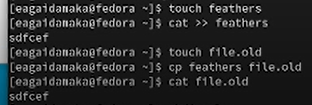 [eagaidamaka@fedora ~]$ touch feathers
[eagaidamaka@fedora ~]$ cat >> feathers
sdfcef
[eagaidamaka@fedora ~]$ touch file.old
[eagaidamaka@fedora ~]$ cp feathers file.old
[eagaidamaka@fedora ~]$ cat file.old
sdfcef